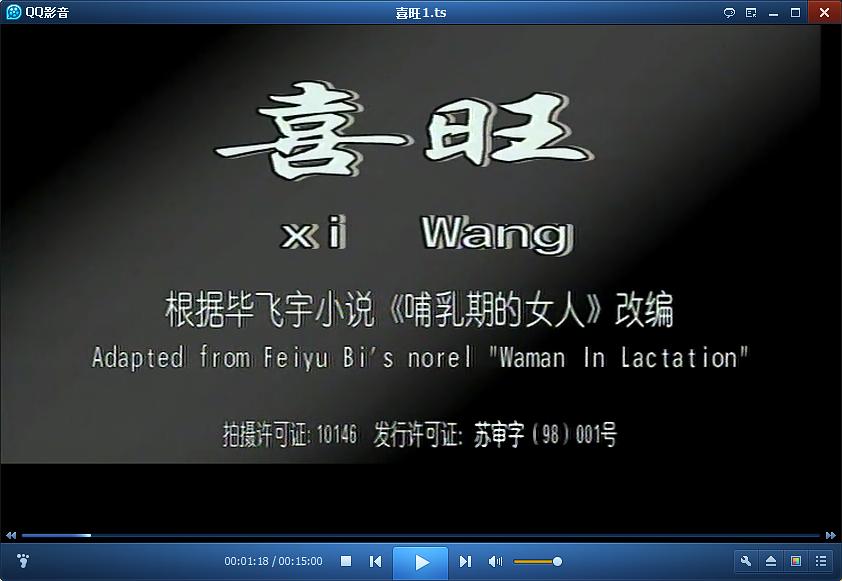 QQ影音
喜旺1.ts
喜旺
xi Wang
根据毕飞宇小说《哺乳期的女人》改编
Adapted from Feiyu Bi's norel "Waman In Lactation"
拍摄许可证:10146 发行许可证: 苏审字(98)001号
00:01:18 / 00:15:00